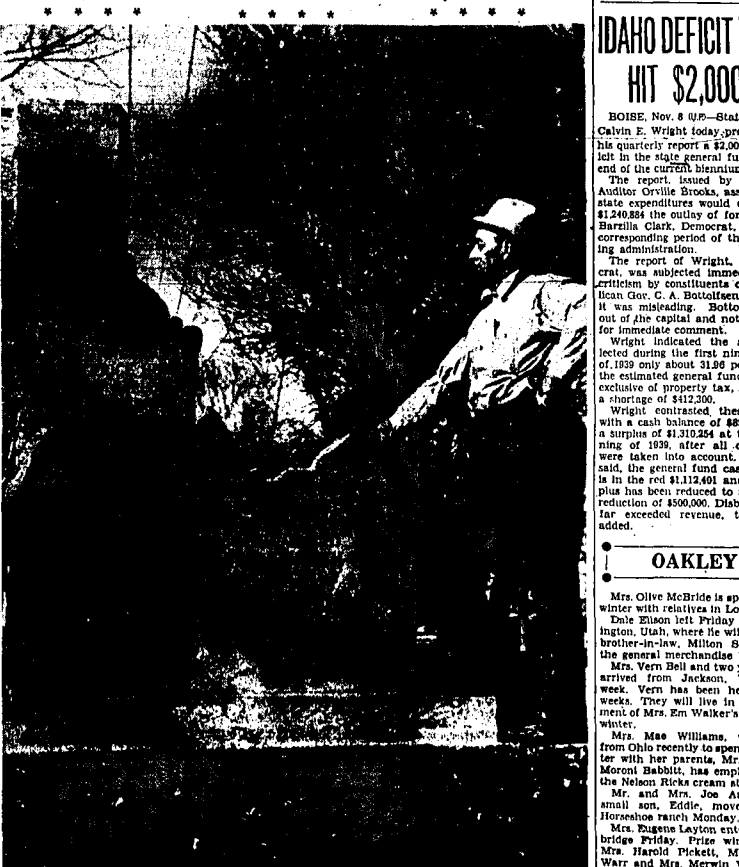 * * * * * * * * * * * *
IDAHO DEFICIT
HIT $2,000
BOISE, Nov. 8 (U.P.)—Stat
Calvin E. Wright today pre
his quarterly report a $2,00
icit in the state general fu
end of the current biennium
The report, issued by
Auditor Orville Brooks, ass
state expenditures would
$1,240,884 the outlay of for
Barzilla Clark, Democrat,
corresponding period of th
ing administration.
The report of Wright,
crat, was subjected imme
criticism by constituents
lican Gov. C. A. Bottolfsen
it was misleading. Botto
out of the capital and not
for immediate comment.
Wright indicated the
lected during the first nin
of 1939 only about 31.96 p
the estimated general fund
exclusive of property tax,
a shortage of $412,300.
Wright contrasted, thes
with a cash balance of $8
a surplus of $1,310,254 at
ning of 1939, after all
were taken into account.
said, the general fund cas
is in the red $1,112,401 and
plus has been reduced to
reduction of $500,000. Disb
far exceeded revenue,
added.
OAKLEY
Mrs. Olive McBride is sp
winter with relatives in Lo
Dale Elison left Friday
ington, Utah, where he wi
brother-in-law, Milton S
the general merchandise
Mrs. Vern Bell and two
arrived from Jackson,
week. Vern has been he
weeks. They will live in
ment of Mrs. Em Walker's
winter.
Mrs. Mae Williams,
from Ohio recently to spen
ter with her parents, Mr.
Moroni Babbitt, has empl
the Nelson Ricks cream st
Mr. and Mrs. Joe A
small son, Eddie, move
Horseshoe ranch Monday.
Mrs. Eugene Layton ent
bridge Friday. Prize win
Mrs. Harold Pickett, M
Warr and Mrs. Merwin